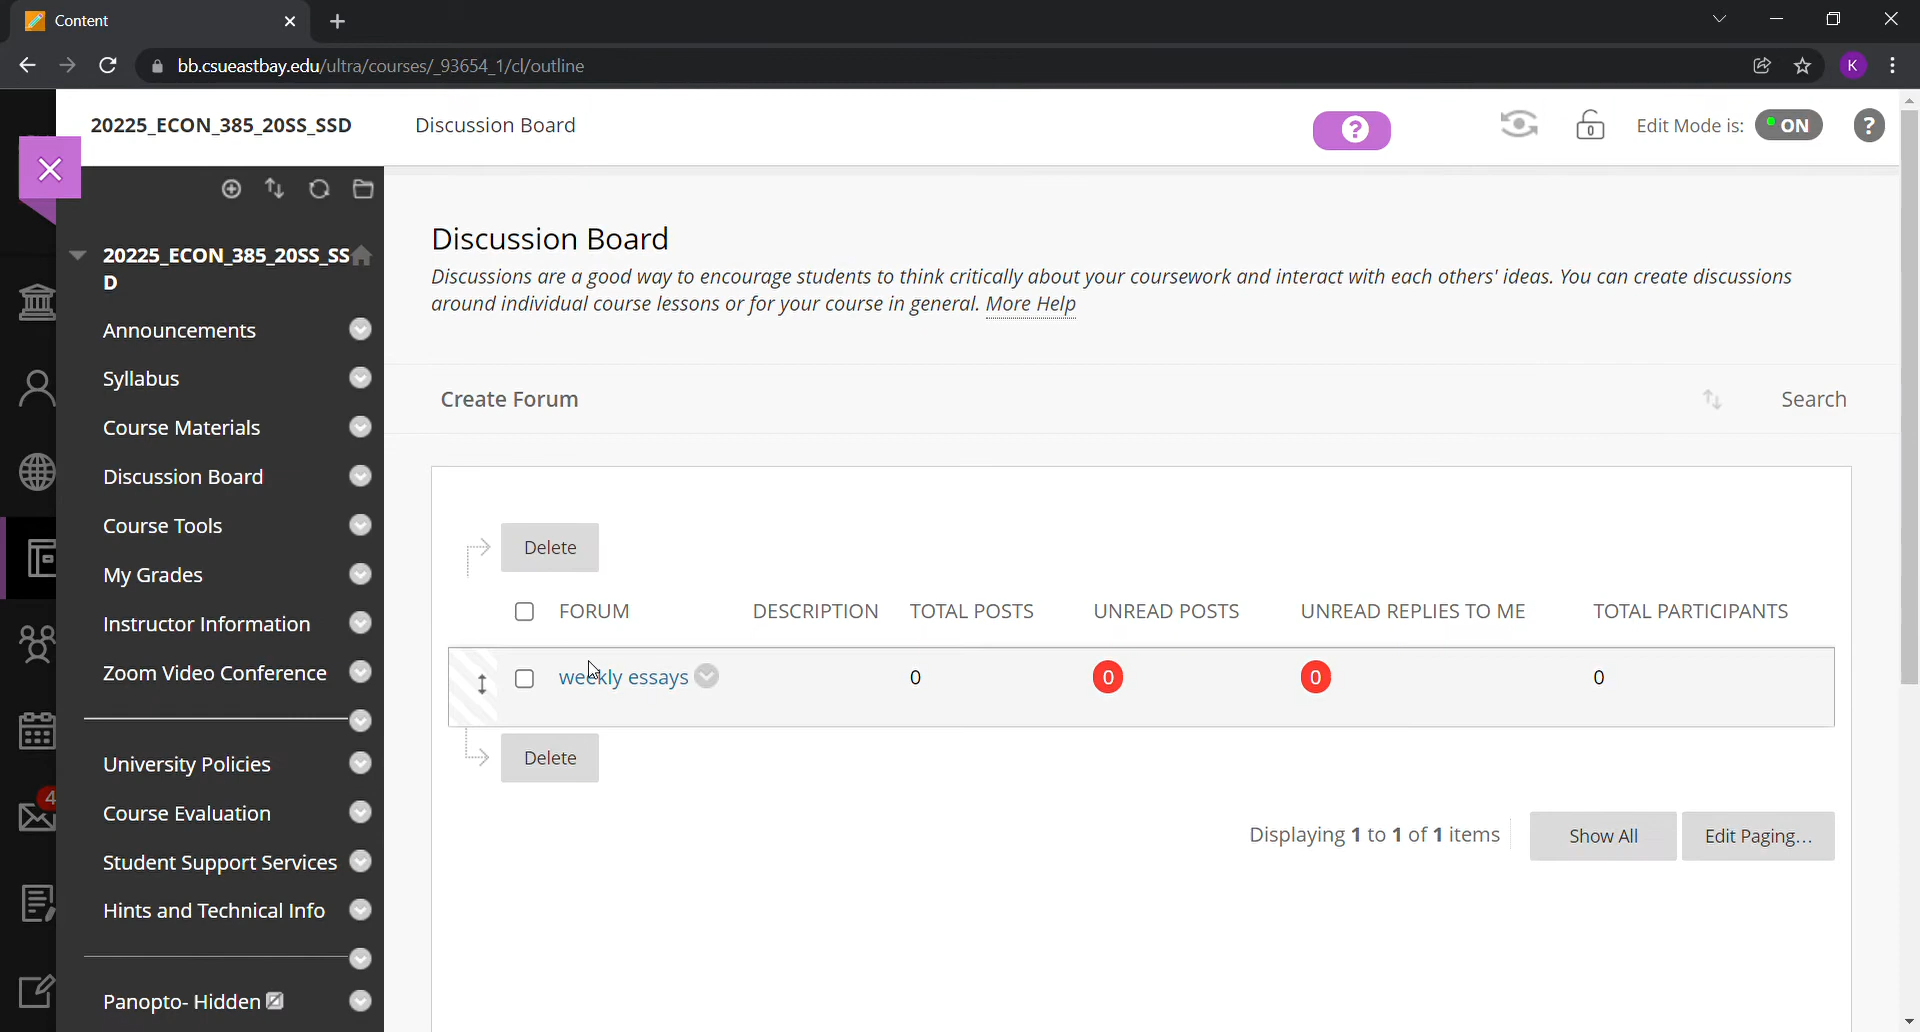 Content
bb.csueastbay.edu/ultra/courses/_93654_1/cl/outline
K
20225_ECON_385_20SS_SSD
Discussion Board
?
0
Edit Mode is:
ON
?
20225_ECON_385_20SS_SS
D
Announcements
Syllabus
Course Materials
Discussion Board
Course Tools
My Grades
Instructor Information
Zoom Video Conference
University Policies
Course Evaluation
Student Support Services
Hints and Technical Info
Panopto- Hidden
4
Discussion Board
Discussions are a good way to encourage students to think critically about your coursework and interact with each others' ideas. You can create discussions
around individual course lessons or for your course in general. More Help
Create Forum
Search
Delete
FORUM DESCRIPTION TOTAL POSTS UNREAD POSTS UNREAD REPLIES TO ME TOTAL PARTICIPANTS
weekly essays 0 0 0 0
Delete
Displaying 1 to 1 of 1 items
Show All
Edit Paging...